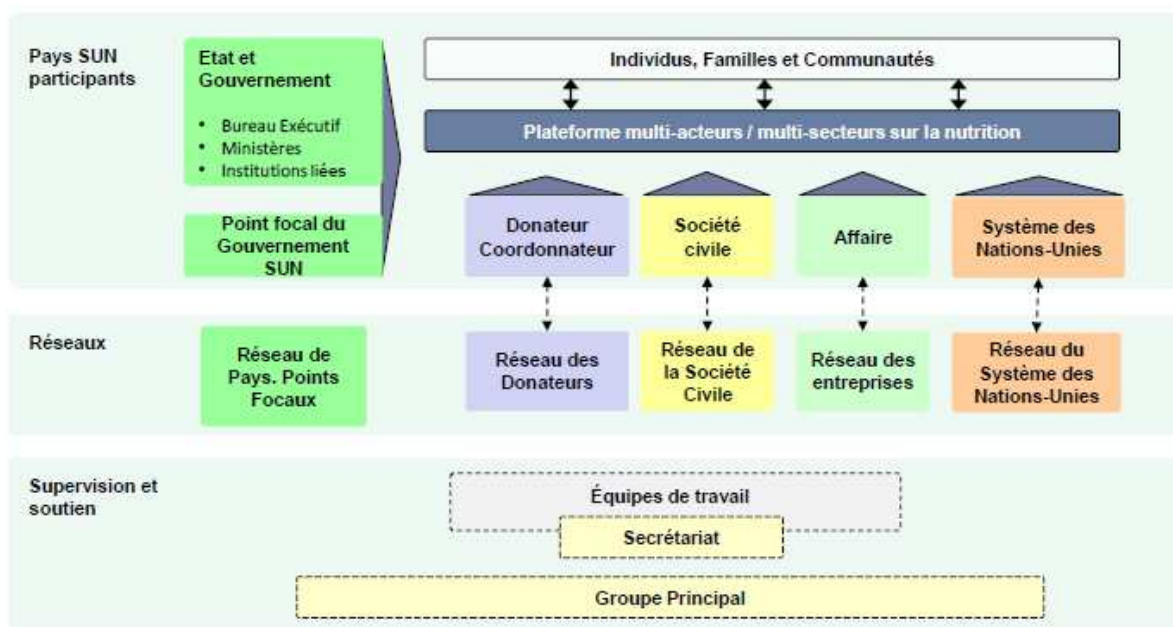 Pays SUN
participants
Etat et
Gouvernement
• Bureau Exécutif
• Ministères
• Institutions liées
Point focal du
Gouvernement
SUN
Individus, Familles et Communautés
Plateforme multi-acteurs / multi-secteurs sur la nutrition
Donateur
Coordonnateur
Société
civile
Affaire
Système des
Nations-Unies
Réseaux
Réseau de
Pays. Points
Focaux
Réseau des
Donateurs
Réseau de
la Société
Civile
Réseau des
entreprises
Réseau du
Système des
Nations-Unies
Supervision et
soutien
Équipes de travail
Secrétariat
Groupe Principal